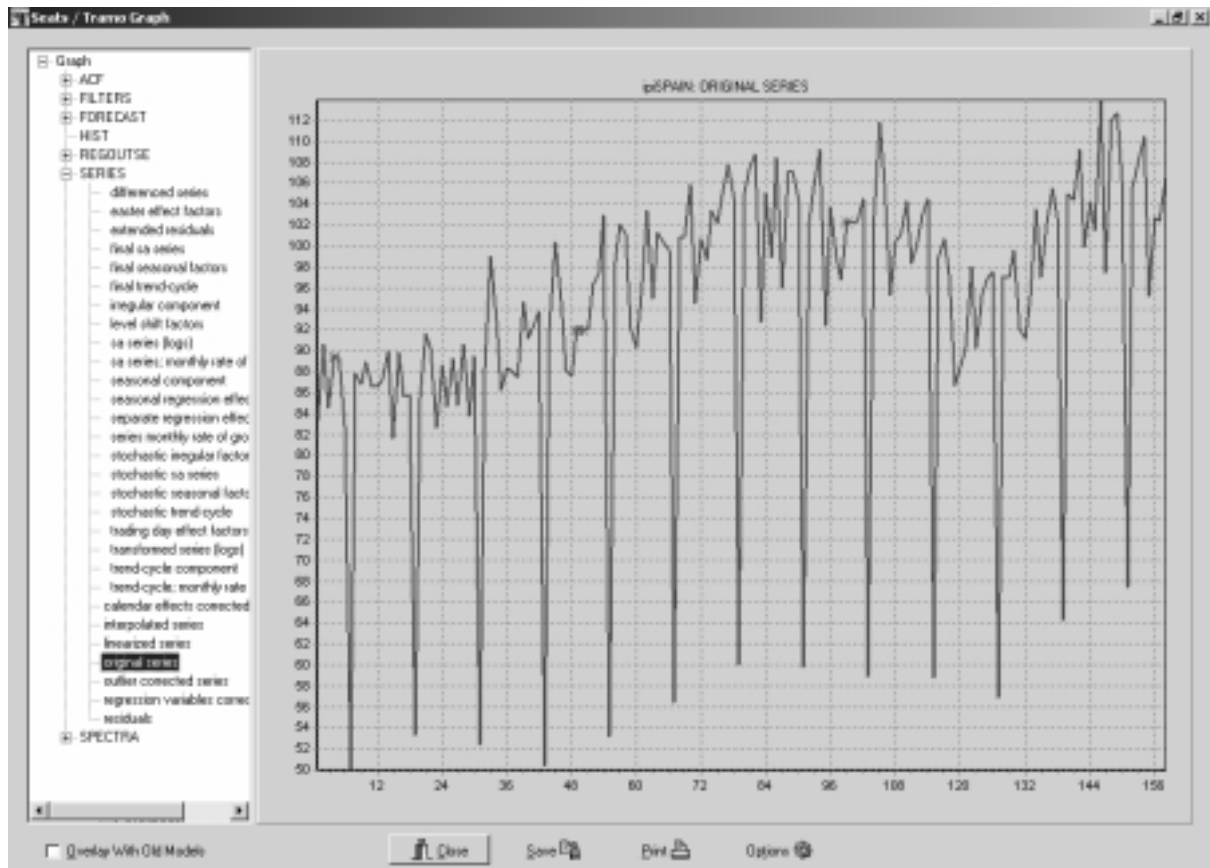 Seats / Tramo Graph
Graph
ACF
FILTERS
FORECAST
HIST
REGOUTSE
SERIES
differenced series
easter effect factors
extended residuals
final sa series
final seasonal factors
final trend-cycle
irregular component
level shift factors
sa series (logs)
sa series; monthly rate of
seasonal component
seasonal regression effec
separate regression effec
series monthly rate of gro
stochastic irregular factor
stochastic sa series
stochastic seasonal facto
stochastic trend-cycle
trading day effect factors
transformed series (logs)
trend-cycle component
trend-cycle; monthly rate
calendar effects corrected
interpolated series
linearized series
original series
outlier corrected series
regression variables correc
residuals
SPECTRA
ipiSPAIN: ORIGINAL SERIES
112
110
108
106
104
102
100
98
96
94
92
90
88
86
84
82
80
78
76
74
72
70
68
66
64
62
60
58
56
54
52
50
12 24 36 48 60 72 84 96 108 120 132 144 156
Overlay With Old Models
Close Save Print Options